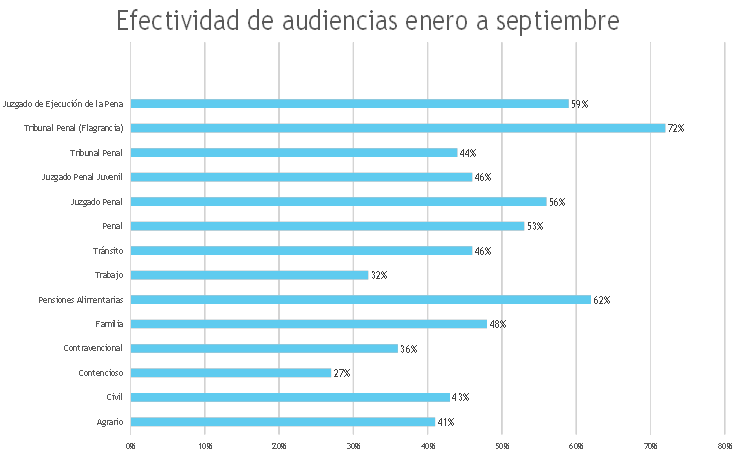 Efectividad de audiencias enero a septiembre
Juzgado de Ejecución de la Pena 59%
Tribunal Penal (Flagrancia) 72%
Tribunal Penal 44%
Juzgado Penal Juvenil 46%
Juzgado Penal 56%
Penal 53%
Tránsito 46%
Trabajo 32%
Pensiones Alimentarias 62%
Familia 48%
Contravencional 36%
Contencioso 27%
Civil 43%
Agrario 41%
0% 10% 20% 30% 40% 50% 60% 70% 80%